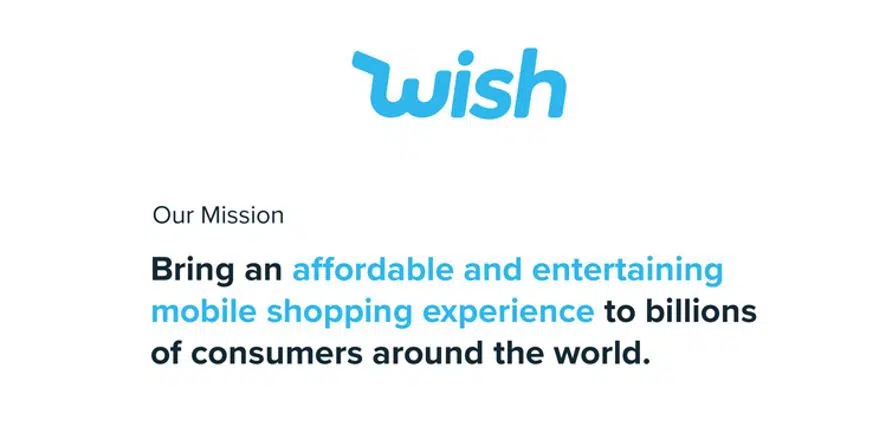 wish
Our Mission
Bring an affordable and entertaining
mobile shopping experience to billions
of consumers around the world.